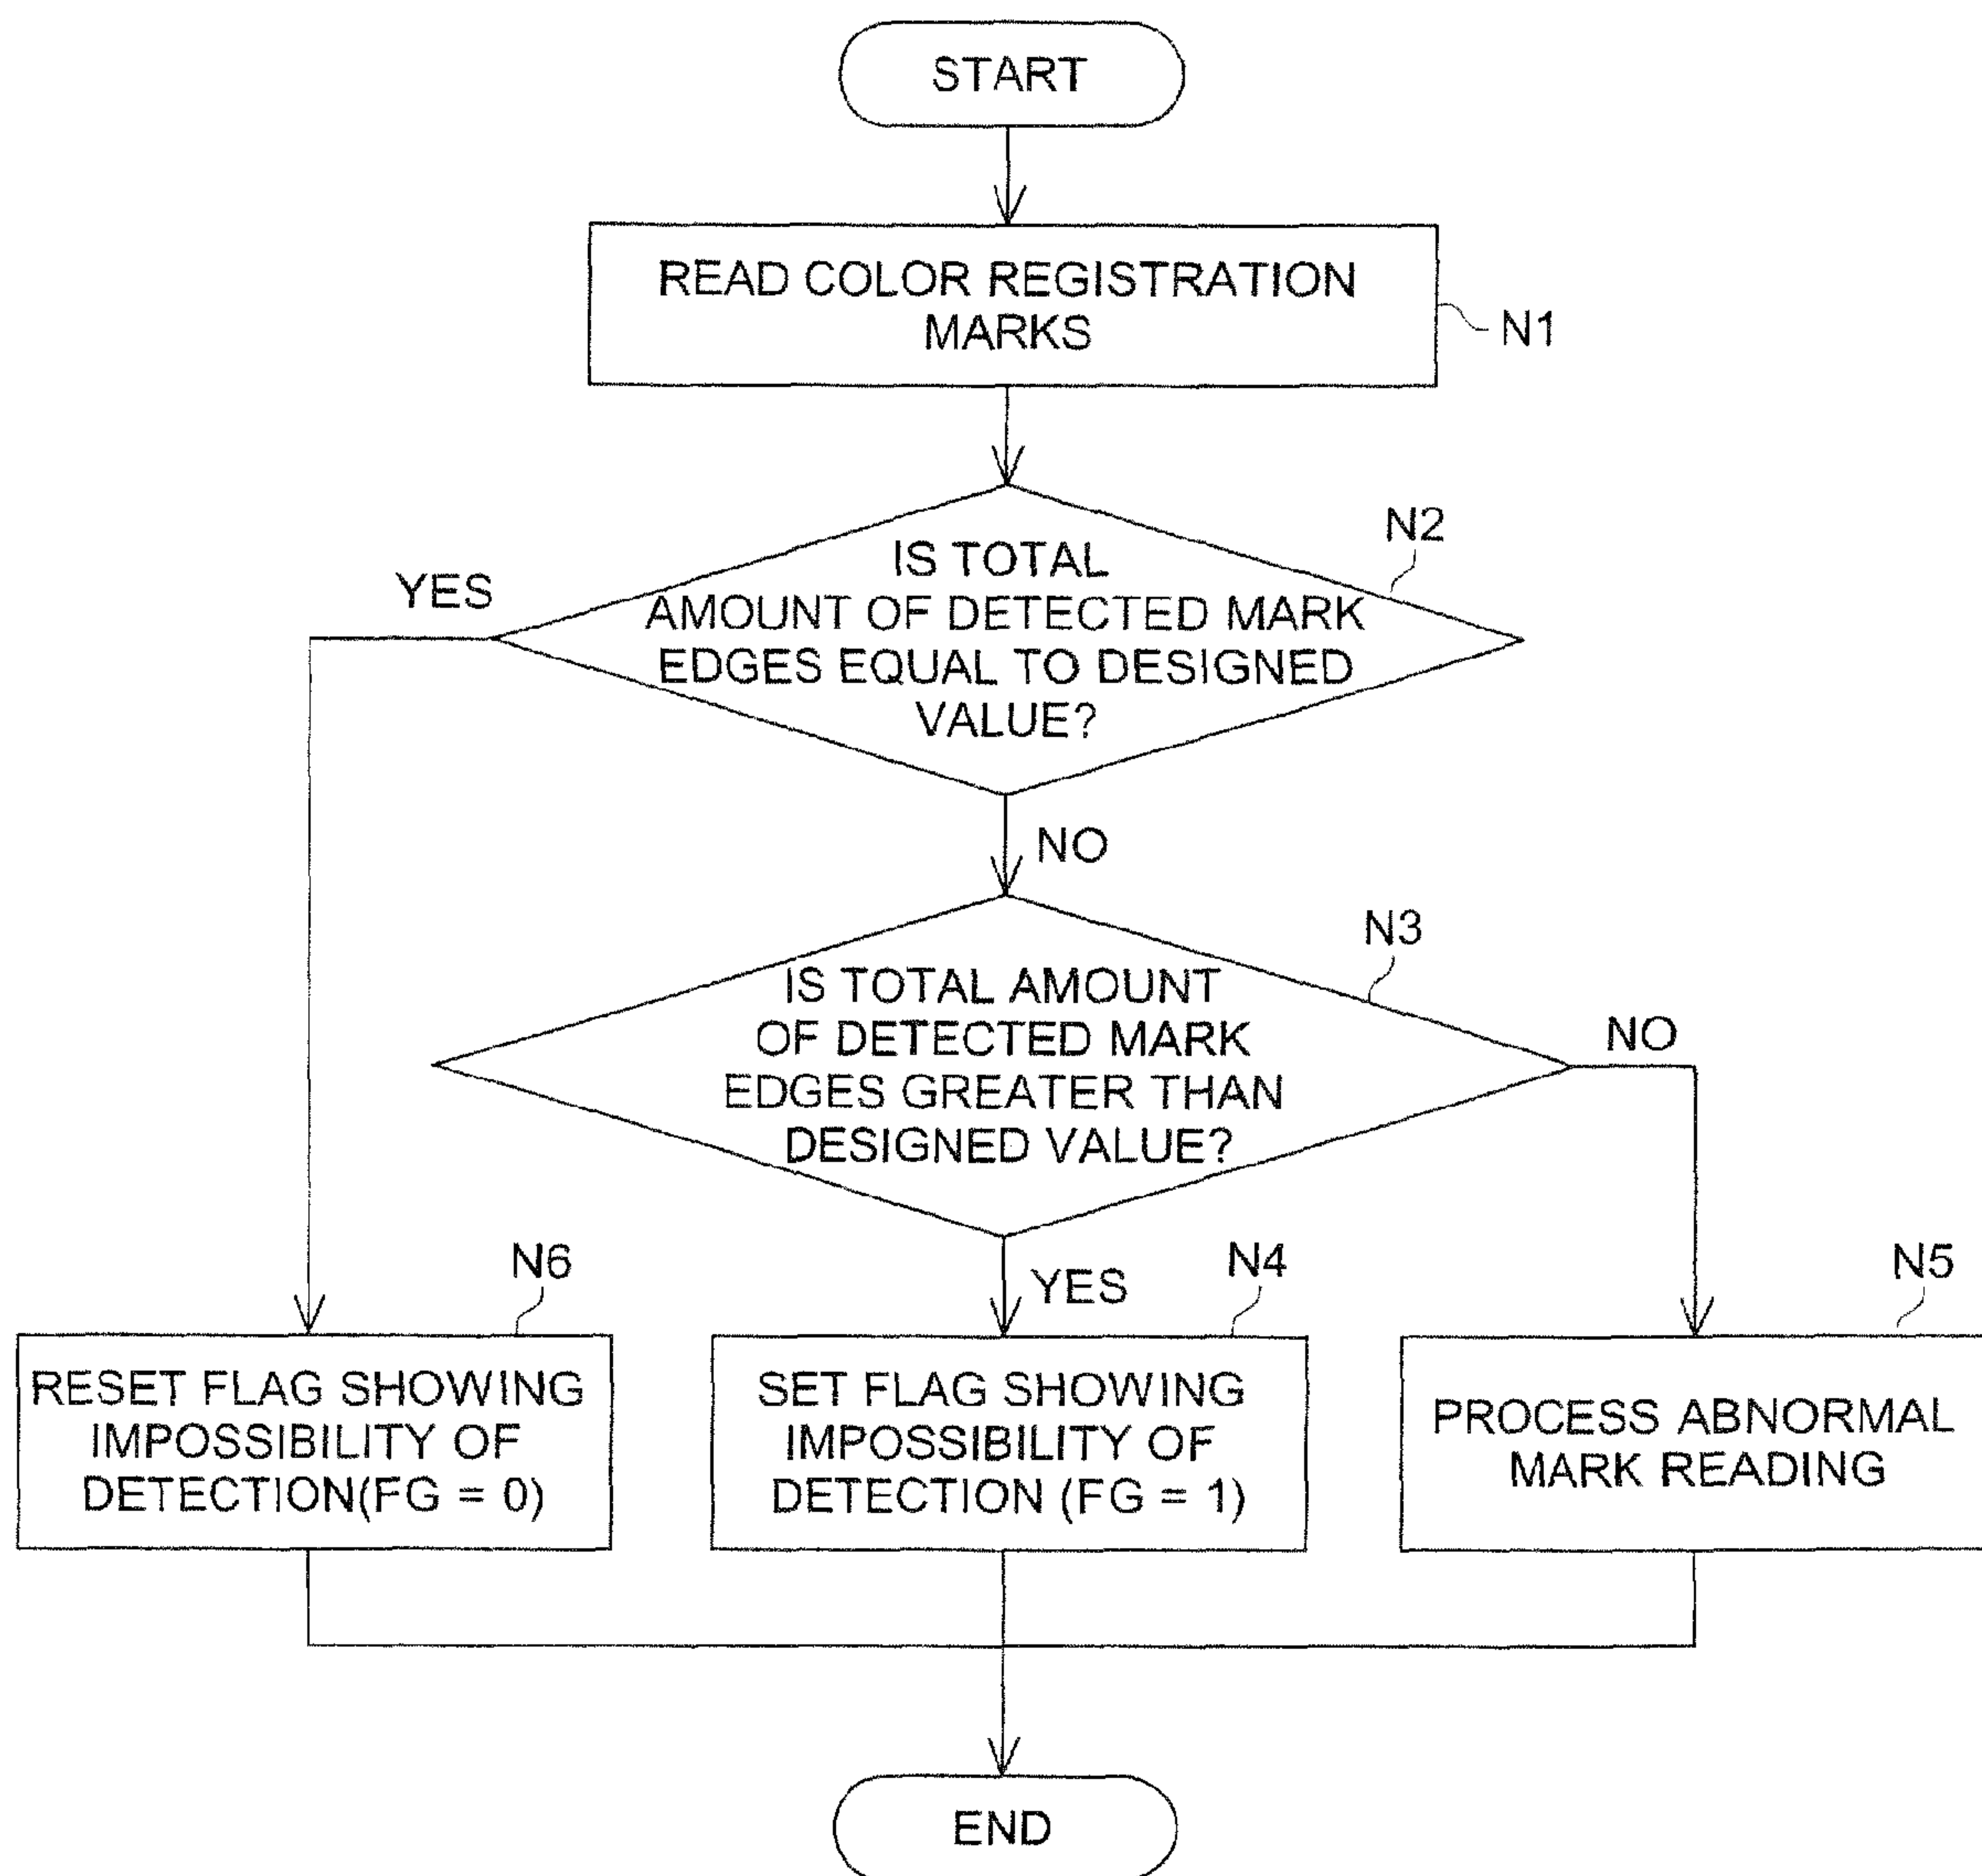 START
READ COLOR REGISTRATION
MARKS
N1
N2
IS TOTAL
AMOUNT OF DETECTED MARK
EDGES EQUAL TO DESIGNED
VALUE?
YES
NO
N3
IS TOTAL AMOUNT
OF DETECTED MARK
EDGES GREATER THAN
DESIGNED VALUE?
NO
YES
N6
RESET FLAG SHOWING
IMPOSSIBILITY OF
DETECTION(FG = 0)
N4
SET FLAG SHOWING
IMPOSSIBILITY OF
DETECTION (FG = 1)
N5
PROCESS ABNORMAL
MARK READING
END